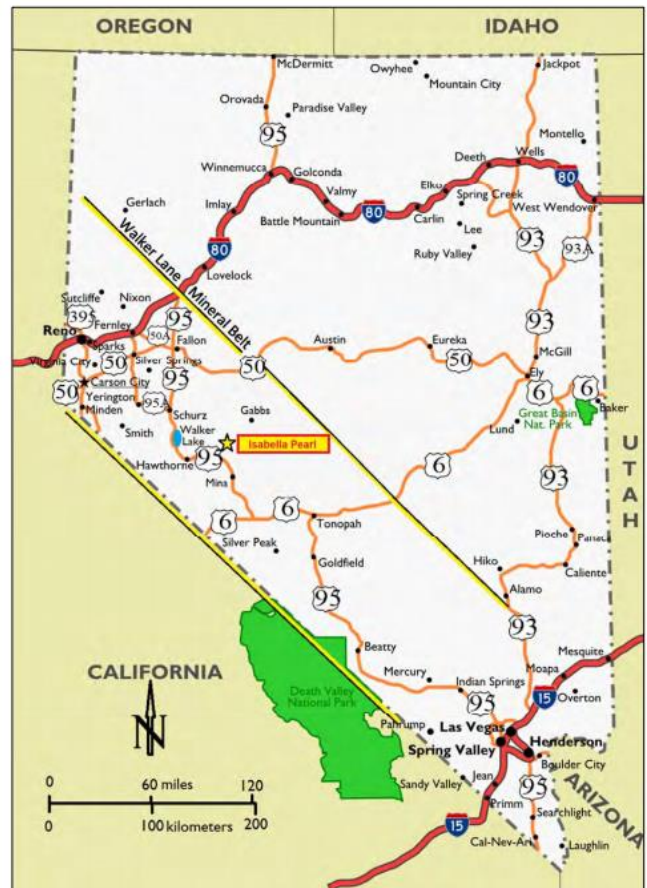 OREGON
IDAHO
McDermitt
Owyhee
Jackpot
Mountain City
Orovada
Paradise Valley
95
Montello
Winnemucca
Golconda
Deeth
Wells
80
Elko
Spring Creek
West Wendover
Imlay
Valmy
80
Carlin
Battle Mountain
Gerlach
Lee
93
93A
Ruby Valley
80
Walker Lane Mineral Belt
Lovelock
Sutcliffe
Nixon
95
395
Fernley
50A
93
Reno
Sparks
Fallon
Austin
Eureka
McGill
Virginia City
50
Silver Springs
50
50
Ely
50
Carson City
95
6
6
Yerington
95A
Baker
Minden
Schurz
Gabbs
Lund
Great Basin
Nat. Park
Smith
Walker
Lake
Isabella Pearl
UTAH
Hawthorne
95
6
93
Mina
6
6
Tonopah
Pioche
Panaca
Silver Peak
Goldfield
Hiko
Caliente
Alamo
95
93
Beatty
Mesquite
CALIFORNIA
Mercury
Moapa
Indian Springs
15
Overton
N
Death Valley
National Park
95
Pahrump
Las Vegas
Spring Valley
Henderson
Boulder City
0 60 miles 120
Sandy Valley
Jean
95
ARIZONA
0 100 kilometers 200
Primm
Searchlight
15
Cal-Nev-Ari
Laughlin